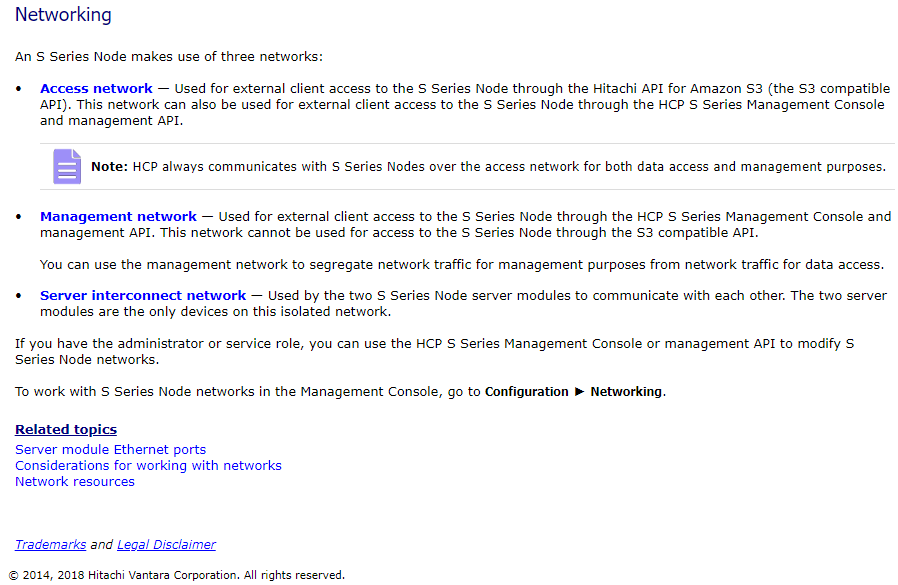 Networking
An S Series Node makes use of three networks:
• Access network — Used for external client access to the S Series Node through the Hitachi API for Amazon S3 (the S3 compatible
API). This network can also be used for external client access to the S Series Node through the HCP S Series Management Console
and management API.
Note: HCP always communicates with S Series Nodes over the access network for both data access and management purposes.
• Management network — Used for external client access to the S Series Node through the HCP S Series Management Console and
management API. This network cannot be used for access to the S Series Node through the S3 compatible API.
You can use the management network to segregate network traffic for management purposes from network traffic for data access.
• Server interconnect network — Used by the two S Series Node server modules to communicate with each other. The two server
modules are the only devices on this isolated network.
If you have the administrator or service role, you can use the HCP S Series Management Console or management API to modify S
Series Node networks.
To work with S Series Node networks in the Management Console, go to Configuration ► Networking.
Related topics
Server module Ethernet ports
Considerations for working with networks
Network resources
Trademarks and Legal Disclaimer
© 2014, 2018 Hitachi Vantara Corporation. All rights reserved.